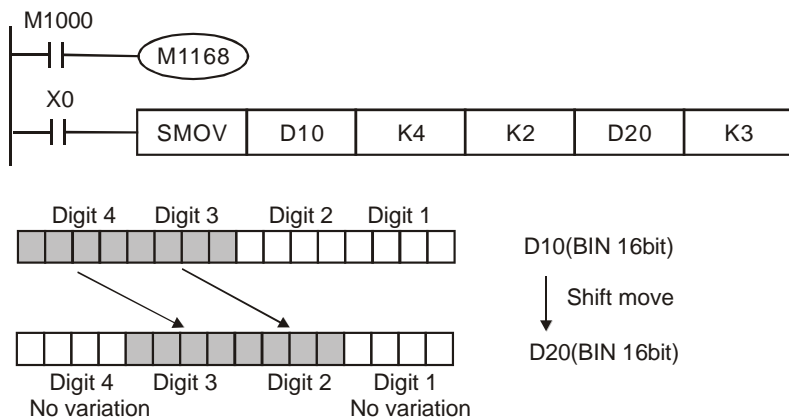 M1000
M1168
X0
SMOV D10 K4 K2 D20 K3
Digit 4 Digit 3 Digit 2 Digit 1
D10(BIN 16bit)
Shift move
D20(BIN 16bit)
Digit 4 Digit 3 Digit 2 Digit 1
No variation No variation